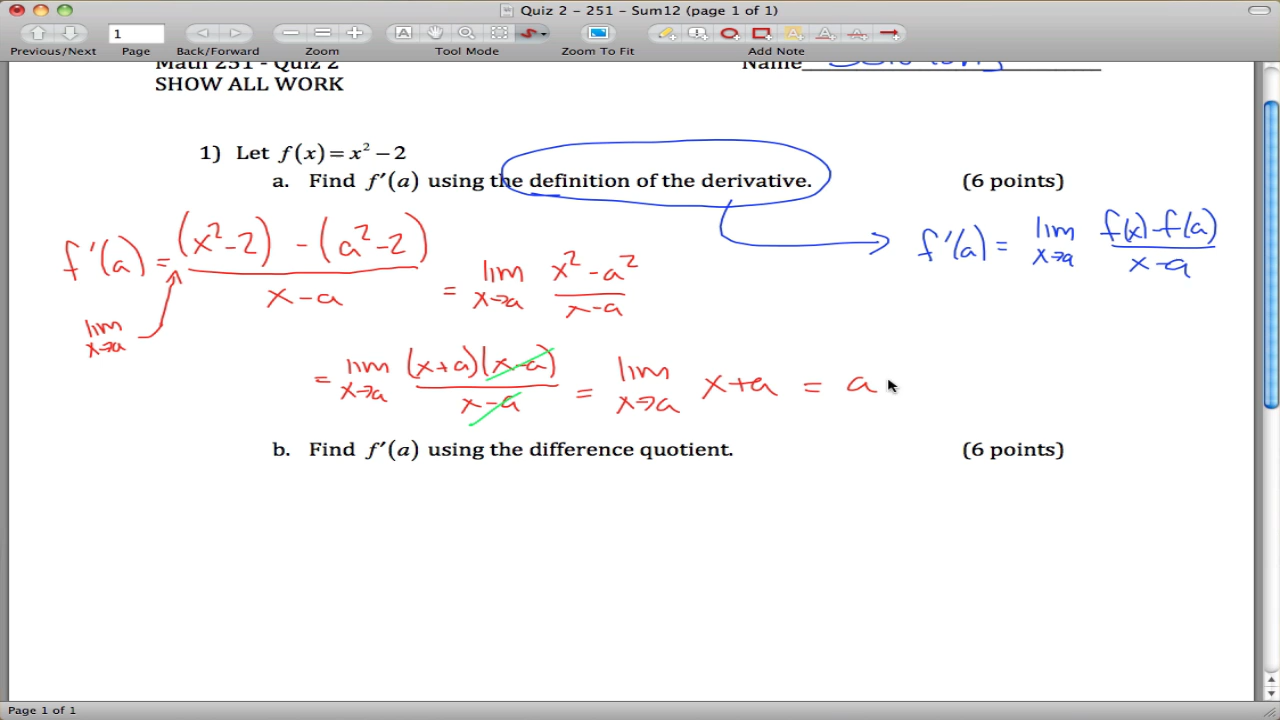 Quiz 2 - 251 - Sum12 (page 1 of 1)
1
Previous/Next Page Back/Forward Zoom Tool Mode Zoom To Fit Add Note
Math 251 - Quiz 2 Name
SHOW ALL WORK
1) Let f(x) = x² − 2
a. Find f′(a) using the definition of the derivative. (6 points)
f'(a) = lim x→a (f(x) - f(a))/(x-a)
f'(a) = ((x²-2) - (a²-2))/(x-a)
lim x→a
= lim x→a (x²-a²)/(x-a)
= lim x→a ((x+a)(x-a))/(x-a) = lim x→a x+a = a
b. Find f′(a) using the difference quotient. (6 points)
Page 1 of 1